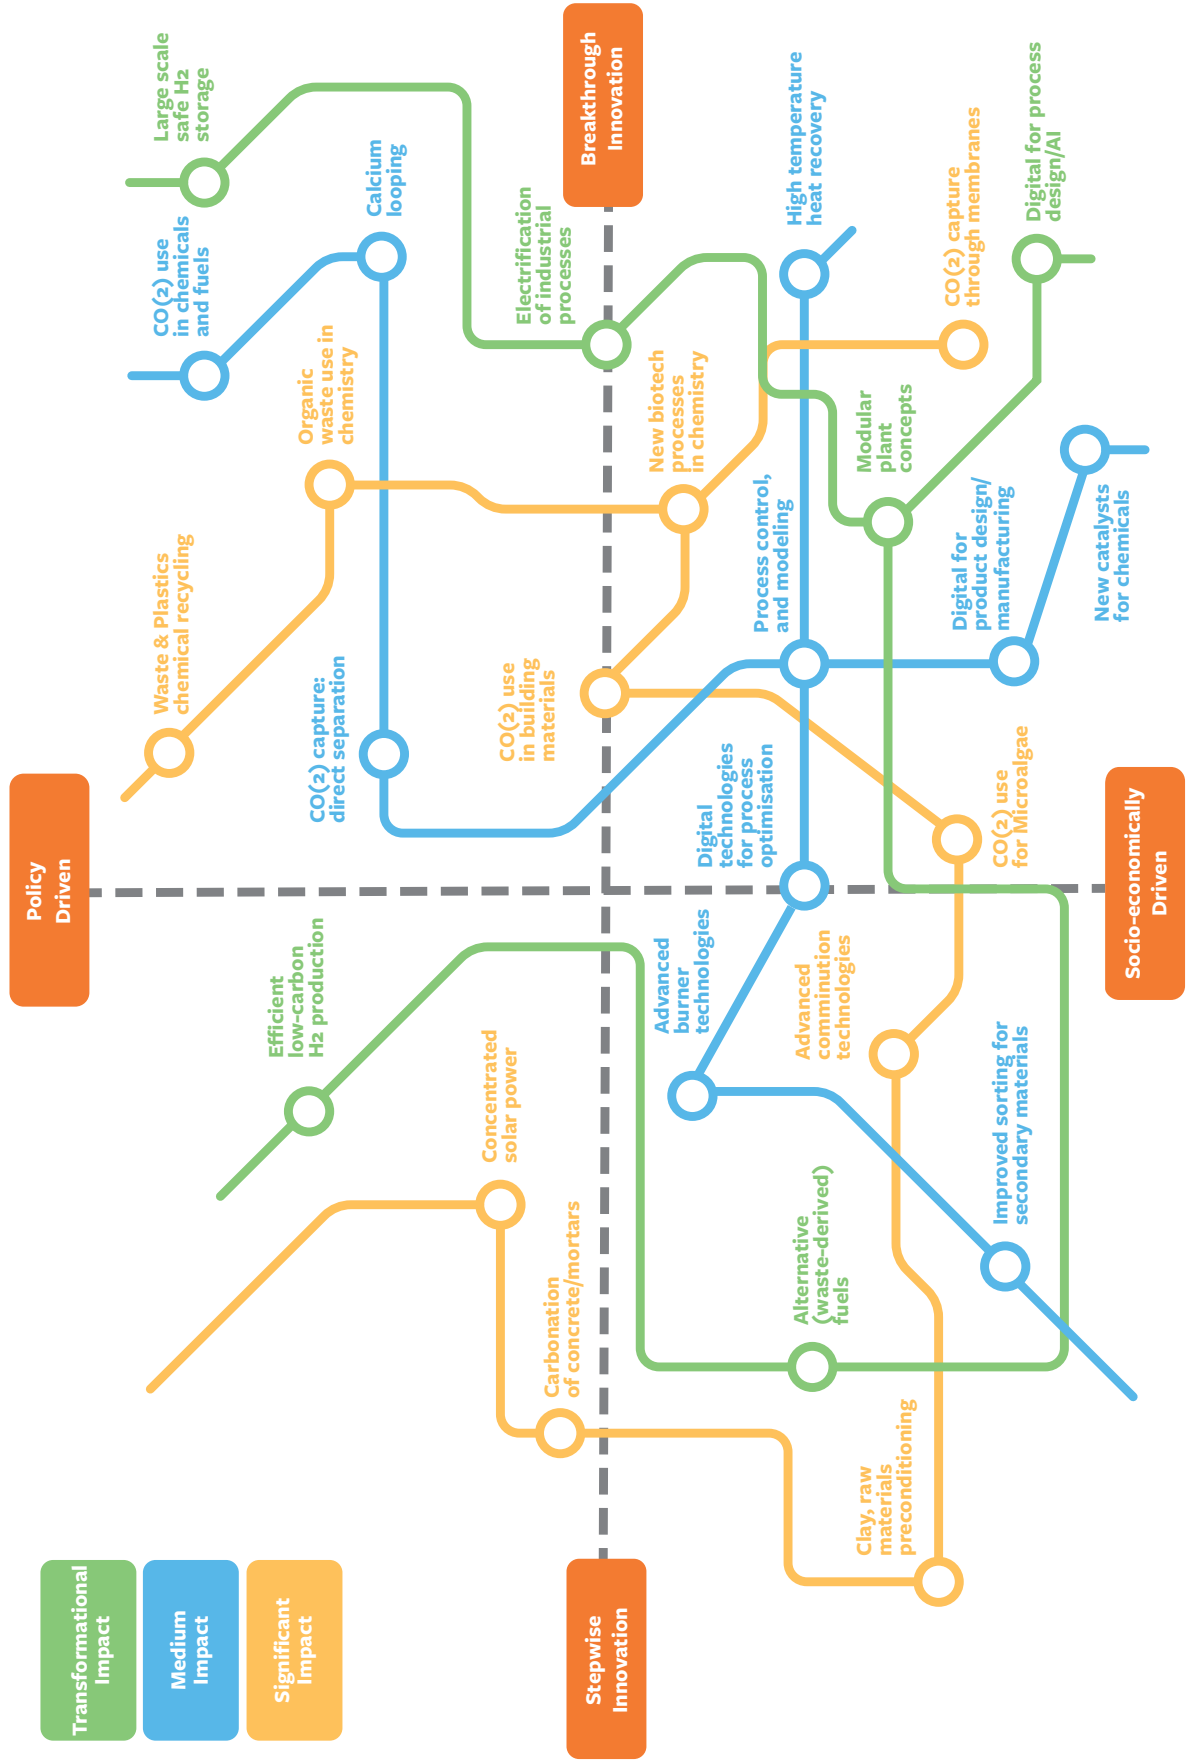 Transformational
Impact
Medium
Impact
Significant
Impact
Policy
Driven
Waste & Plastics
chemical recycling
CO(2) use
in chemicals
and fuels
Large scale
safe H2
storage
Efficient
low-carbon
H2 production
CO(2) capture:
direct separation
Organic
waste use in
chemistry
Calcium
looping
Concentrated
solar power
CO(2) use
in building
materials
Electrification
of industrial
processes
Carbonation
of concrete/mortars
Stepwise
Innovation
Breakthrough
Innovation
Advanced
burner
technologies
Digital
technologies
for process
optimisation
New biotech
processes
in chemistry
Process control,
and modeling
High temperature
heat recovery
Alternative
(waste-derived)
fuels
Advanced
comminution
technologies
Clay, raw
materials
preconditioning
Modular
plant
concepts
CO(2) capture
through membranes
Improved sorting for
secondary materials
CO(2) use
for Microalgae
Digital for
product design/
manufacturing
Digital for process
design/AI
New catalysts
for chemicals
Socio-economically
Driven